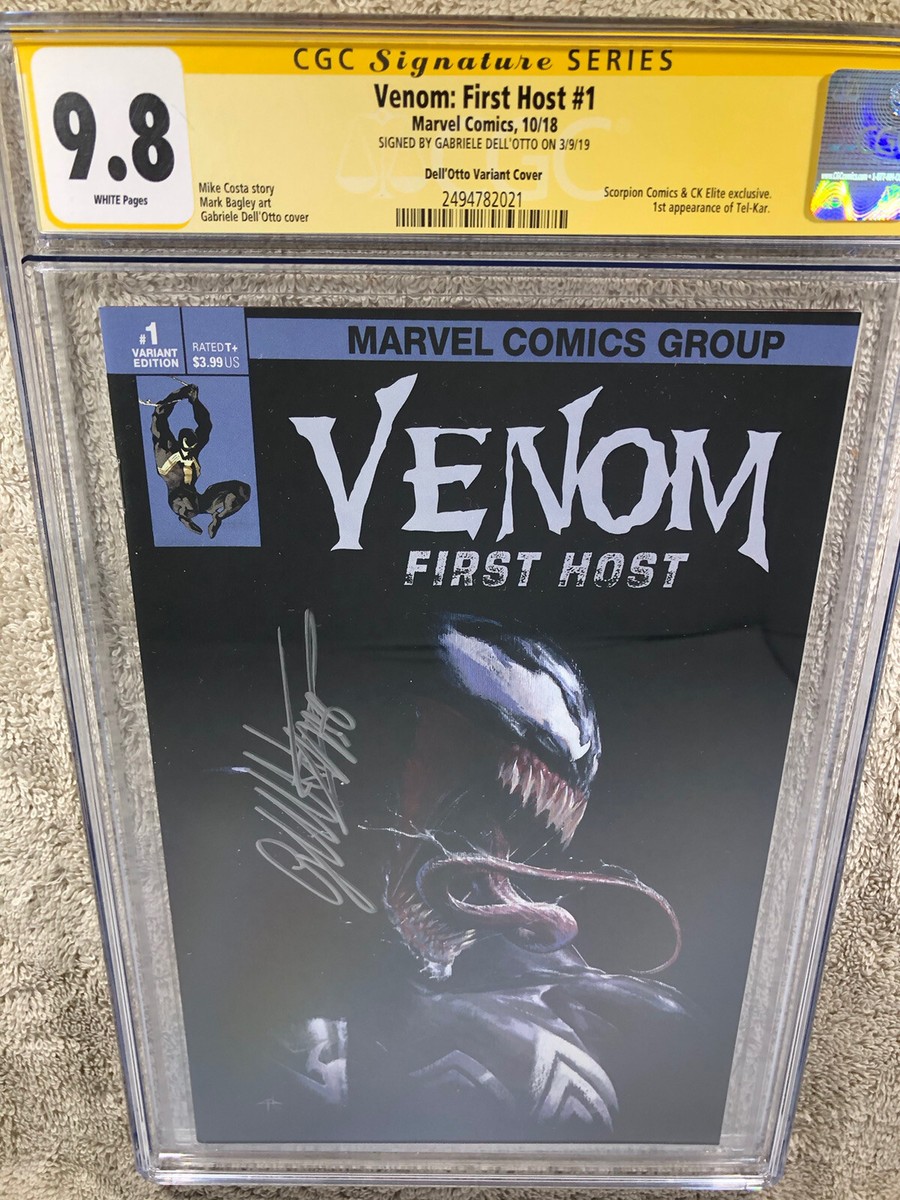 CGC Signature SERIES
9.8
WHITE Pages
Venom: First Host #1
Marvel Comics, 10/18
SIGNED BY GABRIELE DELL'OTTO ON 3/9/19
Dell'Otto Variant Cover
2494782021
Mike Costa story
Mark Bagley art
Gabriele Dell'Otto cover
Scorpion Comics & CK Elite exclusive.
1st appearance of Tel-Kar.
CGC
#1
VARIANT
EDITION
RATED T+
$3.99 US
MARVEL COMICS GROUP
VENOM
FIRST HOST